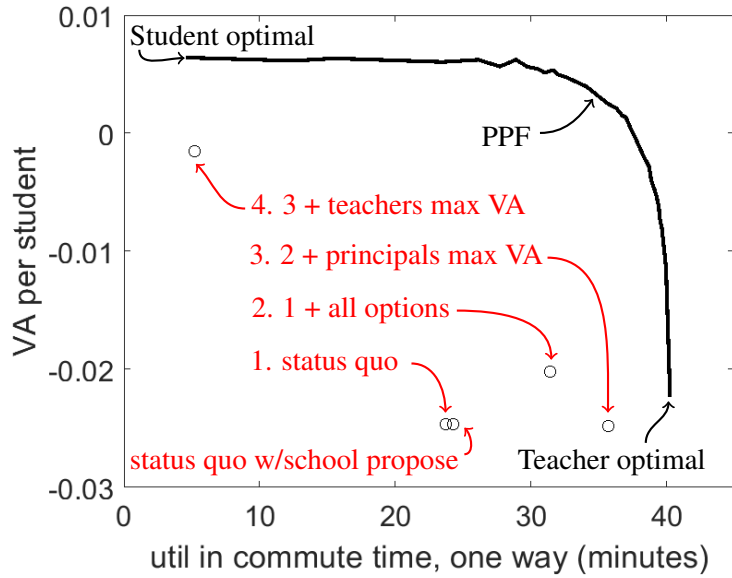 0.01
Student optimal
0
PPF
4. 3 + teachers max VA
-0.01
3. 2 + principals max VA
2. 1 + all options
-0.02
1. status quo
status quo w/school propose
Teacher optimal
-0.03
0 10 20 30 40
VA per student
util in commute time, one way (minutes)